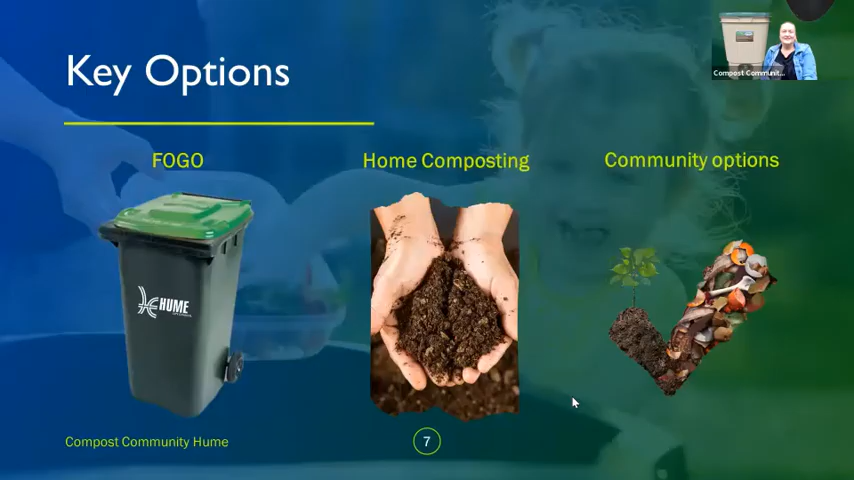 Key Options
Compost Communit...
FOGO
Home Composting
Community options
HUME
Compost Community Hume
7